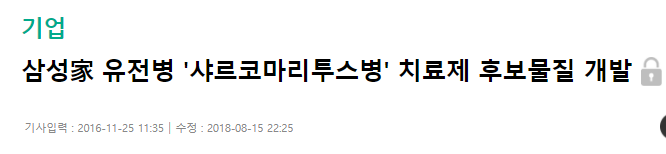 기업
삼성家 유전병 '샤르코마리투스병' 치료제 후보물질 개발
기사입력 : 2016-11-25 11:35 | 수정 : 2018-08-15 22:25